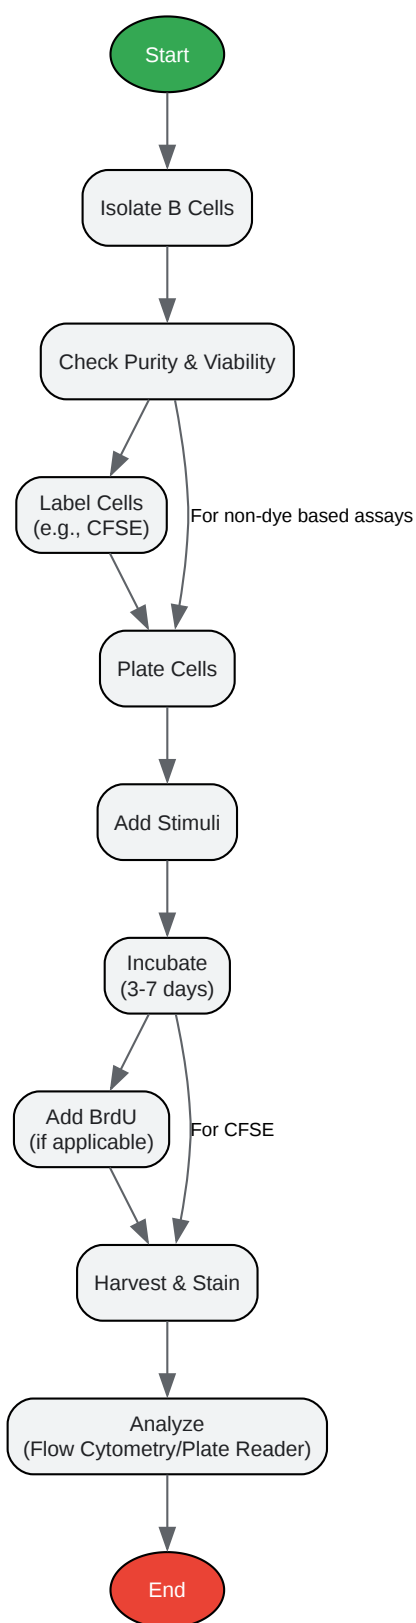 Start
Isolate B Cells
Check Purity & Viability
Label Cells
(e.g., CFSE)
For non-dye based assays
Plate Cells
Add Stimuli
Incubate
(3-7 days)
Add BrdU
(if applicable)
For CFSE
Harvest & Stain
Analyze
(Flow Cytometry/Plate Reader)
End